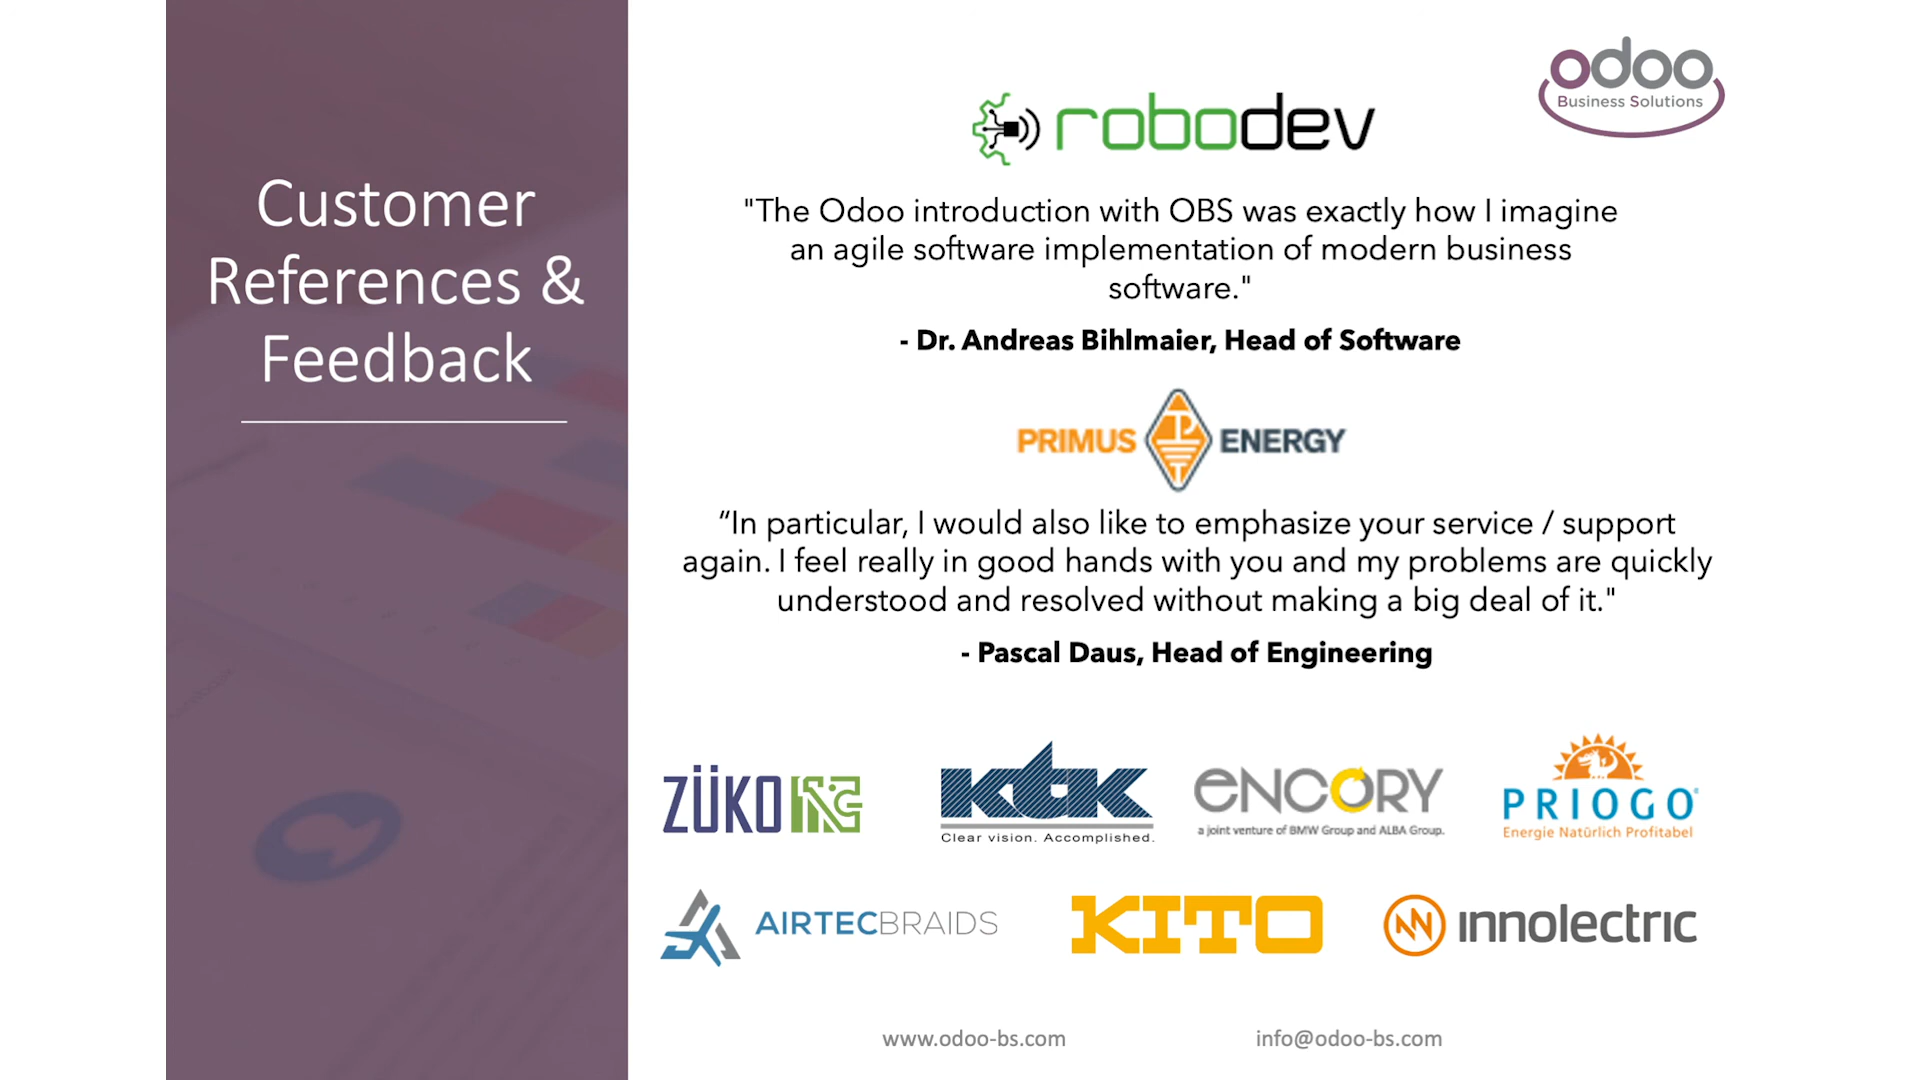 Customer
References &
Feedback
odoo
Business Solutions
robodev
"The Odoo introduction with OBS was exactly how I imagine
an agile software implementation of modern business
software."
- Dr. Andreas Bihlmaier, Head of Software
PRIMUS ENERGY
“In particular, I would also like to emphasize your service / support
again. I feel really in good hands with you and my problems are quickly
understood and resolved without making a big deal of it."
- Pascal Daus, Head of Engineering
ZÜKO
KtK
Clear vision. Accomplished.
eNCORY
a joint venture of BMW Group and ALBA Group.
PRIOGO®
Energie Natürlich Profitabel
AIRTECBRAIDS
KITO
innolectric
www.odoo-bs.com
info@odoo-bs.com